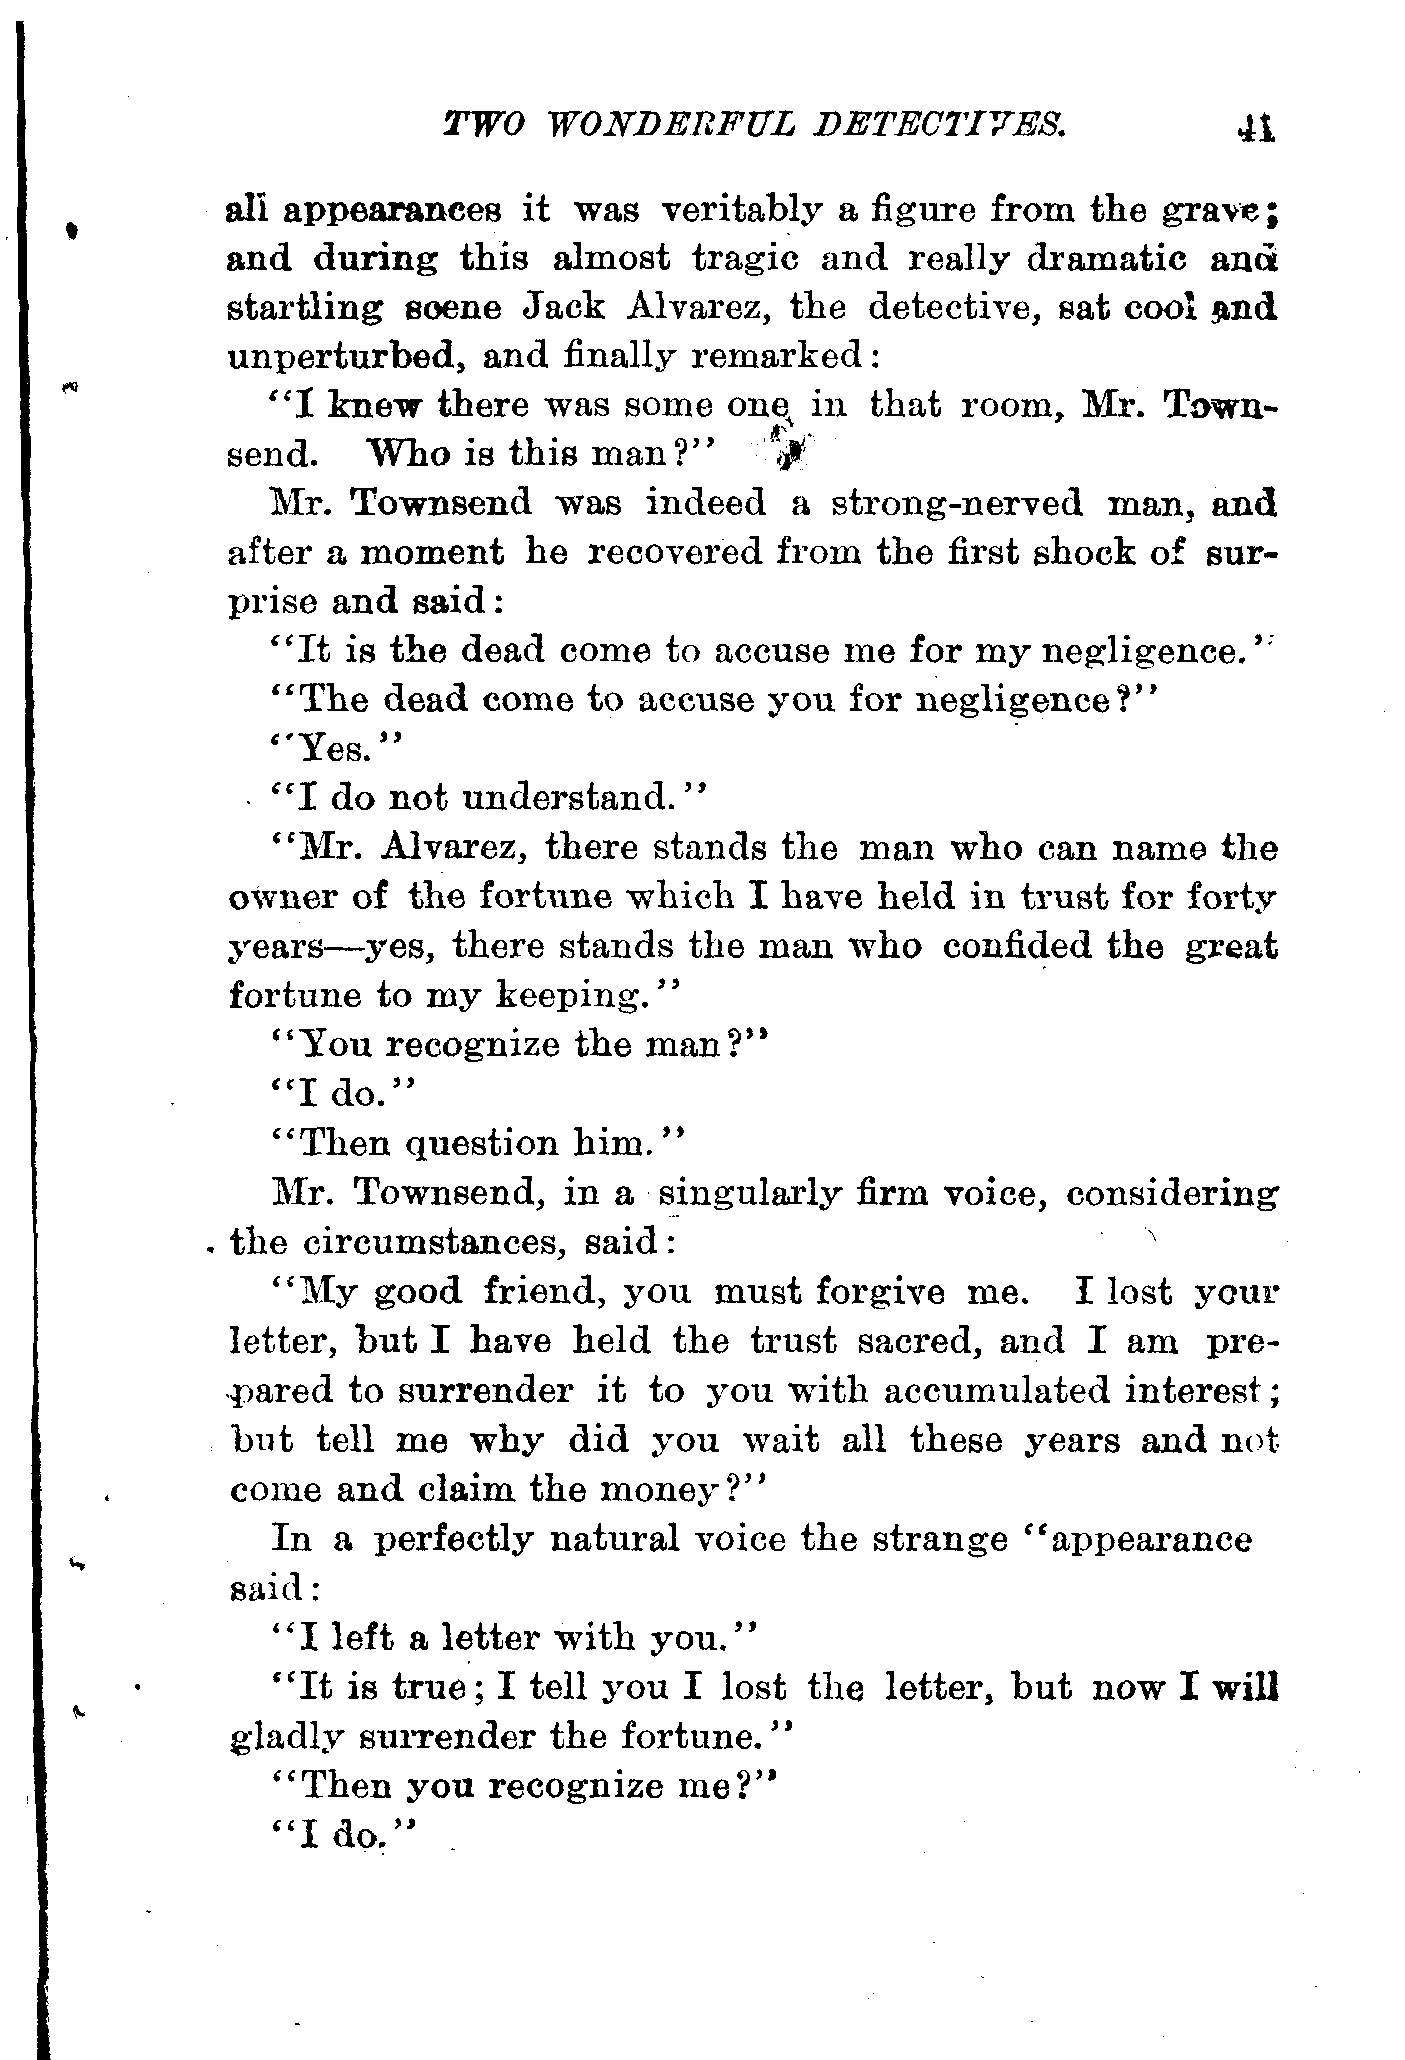 TWO WONDERFUL DETECTIVES. 41
all appearances it was veritably a figure from the grave;
and during this almost tragic and really dramatic and
startling scene Jack Alvarez, the detective, sat cool and
unperturbed, and finally remarked:
"I knew there was some one in that room, Mr. Town-
send. Who is this man?"
Mr. Townsend was indeed a strong-nerved man, and
after a moment he recovered from the first shock of sur-
prise and said:
"It is the dead come to accuse me for my negligence."
"The dead come to accuse you for negligence?"
"Yes."
"I do not understand."
"Mr. Alvarez, there stands the man who can name the
owner of the fortune which I have held in trust for forty
years—yes, there stands the man who confided the great
fortune to my keeping."
"You recognize the man?"
"I do."
"Then question him."
Mr. Townsend, in a singularly firm voice, considering
the circumstances, said:
"My good friend, you must forgive me. I lost your
letter, but I have held the trust sacred, and I am pre-
pared to surrender it to you with accumulated interest;
but tell me why did you wait all these years and not
come and claim the money?"
In a perfectly natural voice the strange "appearance
said:
"I left a letter with you."
"It is true; I tell you I lost the letter, but now I will
gladly surrender the fortune."
"Then you recognize me?"
"I do."